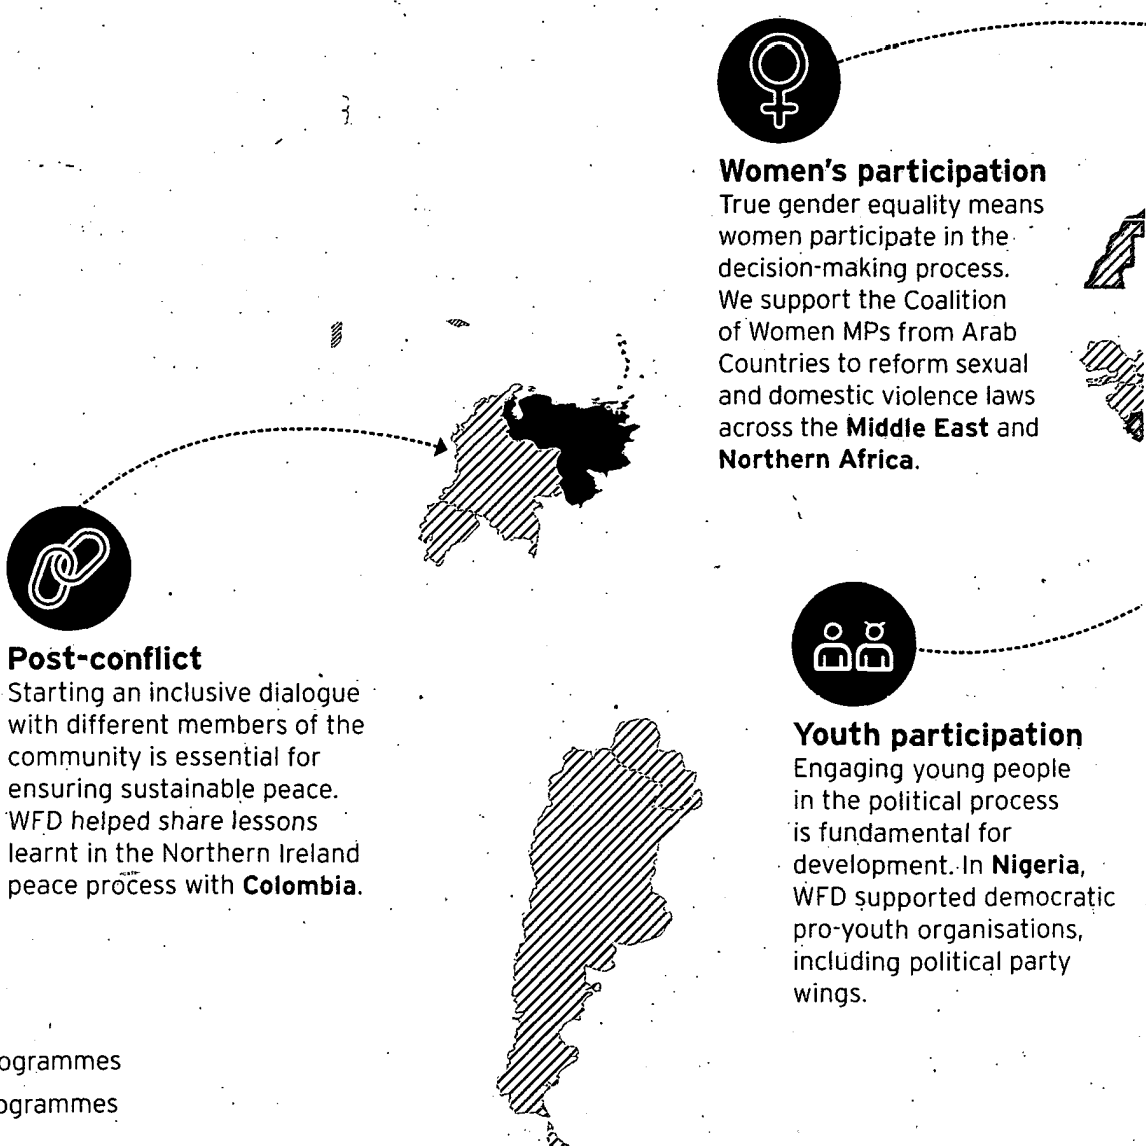 Women's participation
True gender equality means
women participate in the
decision-making process.
We support the Coalition
of Women MPs from Arab
Countries to reform sexual
and domestic violence laws
across the Middle East and
Northern Africa.
Post-conflict
Starting an inclusive dialogue
with different members of the
community is essential for
ensuring sustainable peace.
WFD helped share lessons
learnt in the Northern Ireland
peace process with Colombia.
Youth participation
Engaging young people
in the political process
is fundamental for
development. In Nigeria,
WFD supported democratic
pro-youth organisations,
including political party
wings.
ogrammes
ogrammes